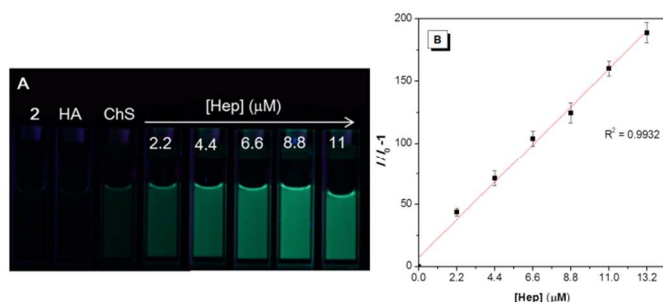 A
2 HA ChS [Hep] (μM)
2.2 4.4 6.6 8.8 11
B
200
150
100
50
0
I/I₀-1
R² = 0.9932
0.0 2.2 4.4 6.6 8.8 11.0 13.2
[Hep] (μM)